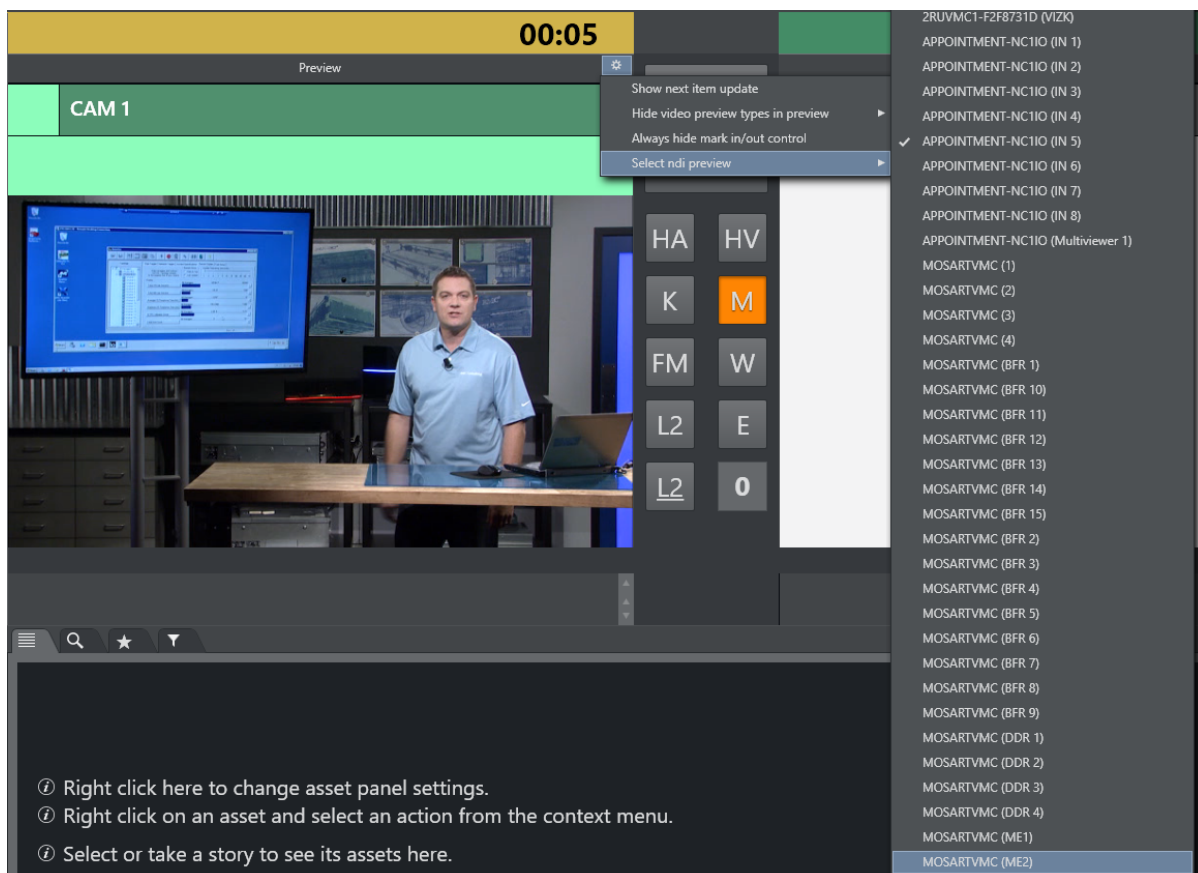 00:05
Preview
CAM 1
Show next item update
Hide video preview types in preview
Always hide mark in/out control
Select ndi preview
HA HV
K M
FM W
L2 E
L2 0
2RUVMC1-F2F8731D (VIZK)
APPOINTMENT-NC1IO (IN 1)
APPOINTMENT-NC1IO (IN 2)
APPOINTMENT-NC1IO (IN 3)
APPOINTMENT-NC1IO (IN 4)
APPOINTMENT-NC1IO (IN 5)
APPOINTMENT-NC1IO (IN 6)
APPOINTMENT-NC1IO (IN 7)
APPOINTMENT-NC1IO (IN 8)
APPOINTMENT-NC1IO (Multiviewer 1)
MOSARTVMC (1)
MOSARTVMC (2)
MOSARTVMC (3)
MOSARTVMC (4)
MOSARTVMC (BFR 1)
MOSARTVMC (BFR 10)
MOSARTVMC (BFR 11)
MOSARTVMC (BFR 12)
MOSARTVMC (BFR 13)
MOSARTVMC (BFR 14)
MOSARTVMC (BFR 15)
MOSARTVMC (BFR 2)
MOSARTVMC (BFR 3)
MOSARTVMC (BFR 4)
MOSARTVMC (BFR 5)
MOSARTVMC (BFR 6)
MOSARTVMC (BFR 7)
MOSARTVMC (BFR 8)
MOSARTVMC (BFR 9)
MOSARTVMC (DDR 1)
MOSARTVMC (DDR 2)
MOSARTVMC (DDR 3)
MOSARTVMC (DDR 4)
MOSARTVMC (ME1)
MOSARTVMC (ME2)
Right click here to change asset panel settings.
Right click on an asset and select an action from the context menu.
Select or take a story to see its assets here.